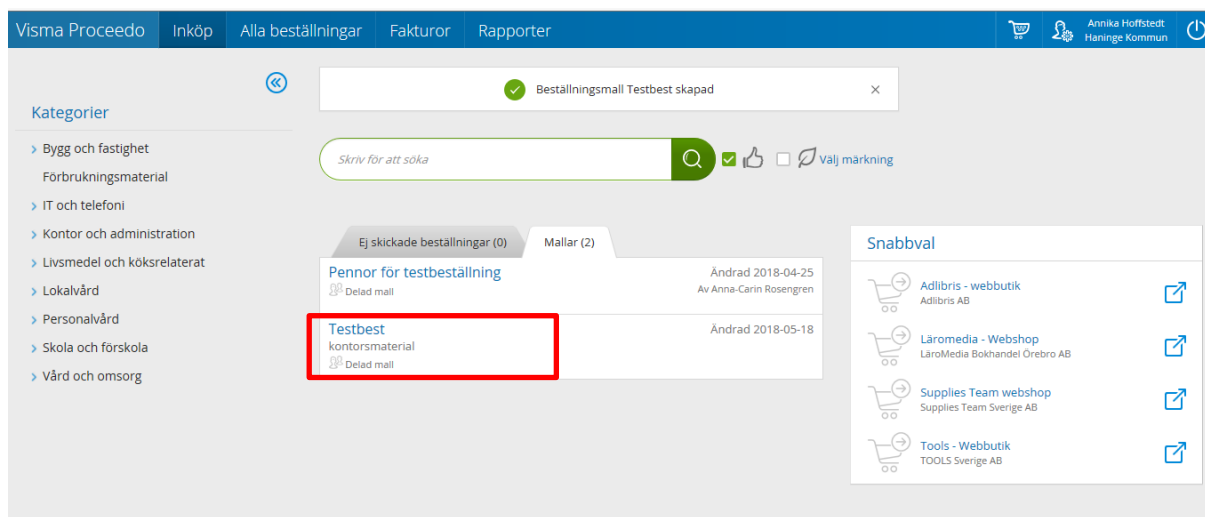 Visma Proceedo Inköp Alla beställningar Fakturor Rapporter Annika Hoffstedt
Haninge Kommun
Beställningsmall Testbest skapad
Kategorier
Bygg och fastighet
Förbrukningsmaterial
IT och telefoni
Kontor och administration
Livsmedel och köksrelaterat
Lokalvård
Personalvård
Skola och förskola
Vård och omsorg
Skriv för att söka
Välj märkning
Ej skickade beställningar (0) Mallar (2)
Pennor för testbeställning Ändrad 2018-04-25
Delad mall Av Anna-Carin Rosengren
Testbest Ändrad 2018-05-18
kontorsmaterial
Delad mall
Snabbval
Adlibris - webbutik
Adlibris AB
Läromedia - Webshop
LäroMedia Bokhandel Örebro AB
Supplies Team webshop
Supplies Team Sverige AB
Tools - Webbutik
TOOLS Sverige AB